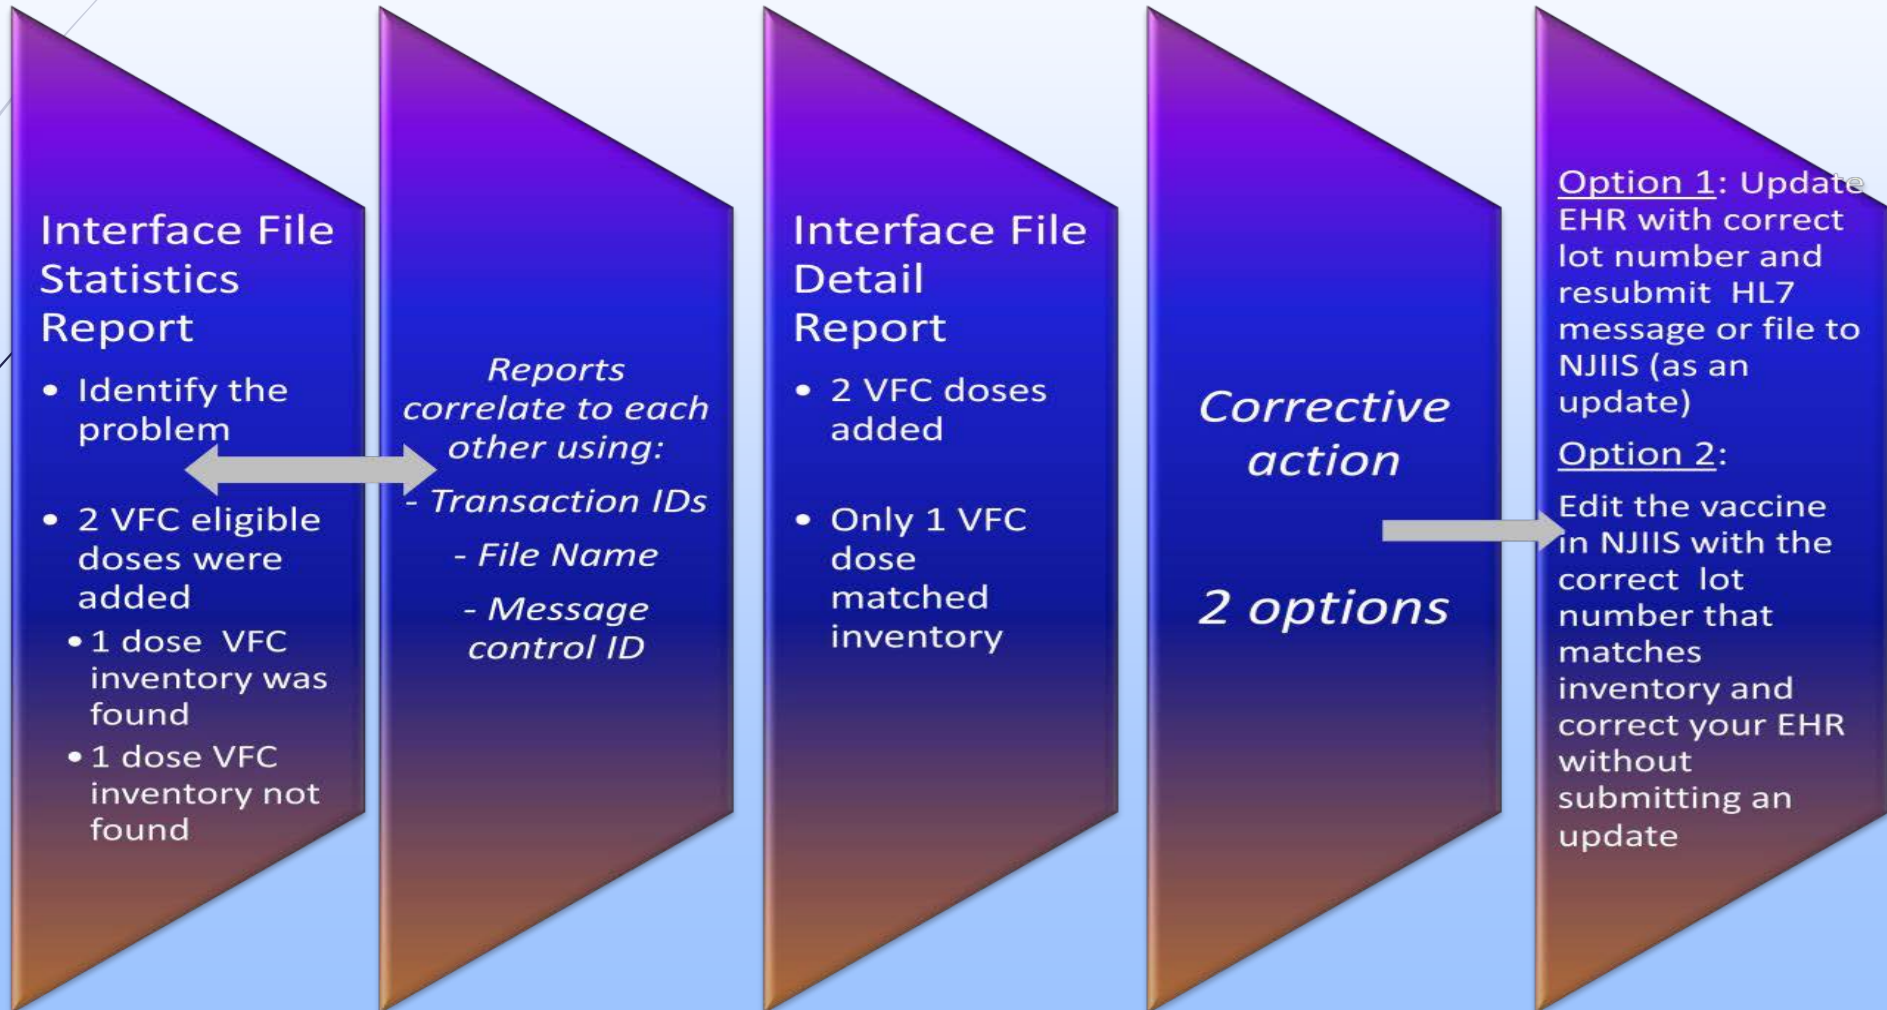 Interface File
Statistics
Report
• Identify the
problem
• 2 VFC eligible
doses were
added
• 1 dose VFC
inventory was
found
• 1 dose VFC
inventory not
found
Reports
correlate to each
other using:
- Transaction IDs
- File Name
- Message
control ID
Interface File
Detail
Report
• 2 VFC doses
added
• Only 1 VFC
dose
matched
inventory
Corrective
action
2 options
Option 1: Update
EHR with correct
lot number and
resubmit HL7
message or file to
NJIIS (as an
update)
Option 2:
Edit the vaccine
in NJIIS with the
correct lot
number that
matches
inventory and
correct your EHR
without
submitting an
update